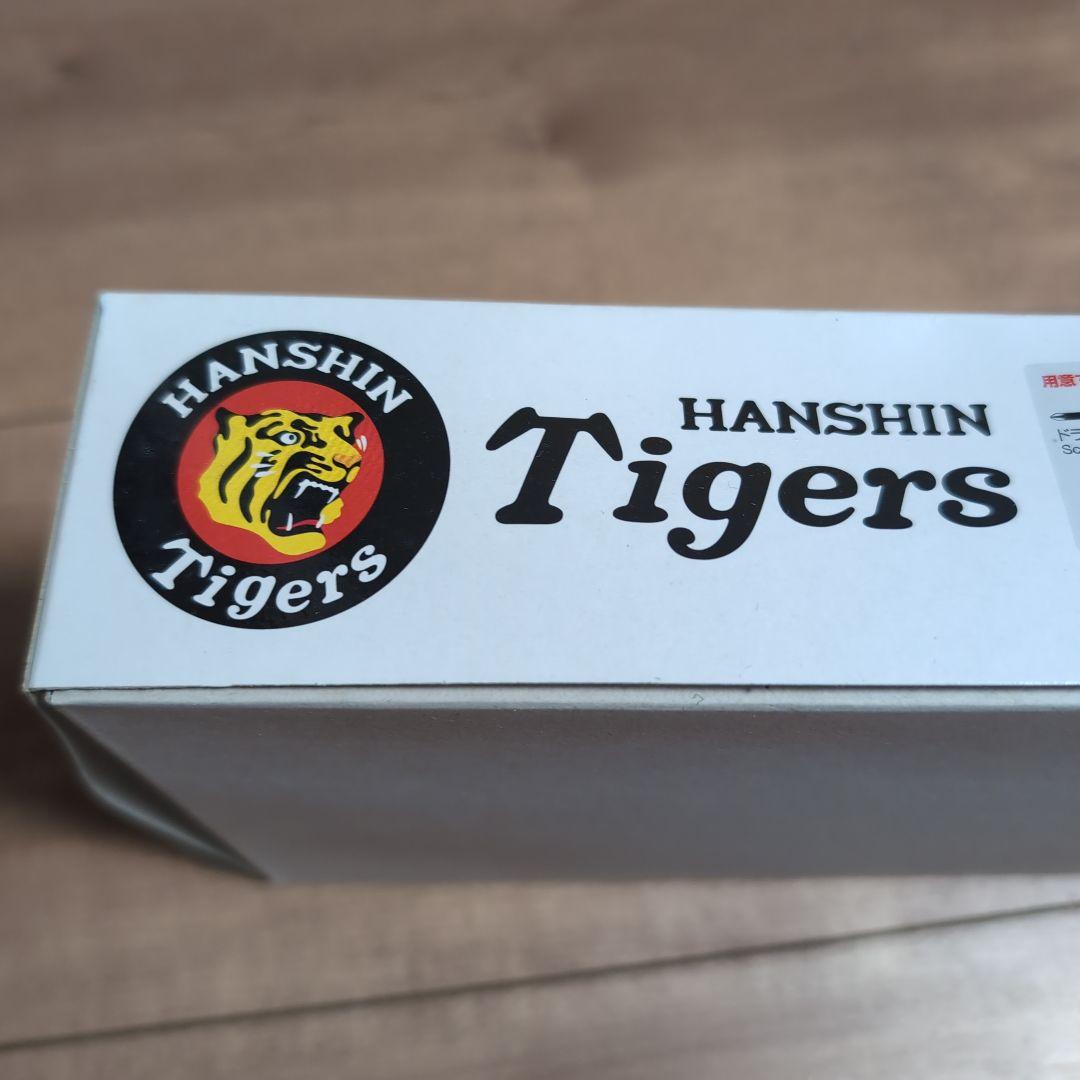 HANSHIN
Tigers
HANSHIN
Tigers
用意
ドラ
Sc